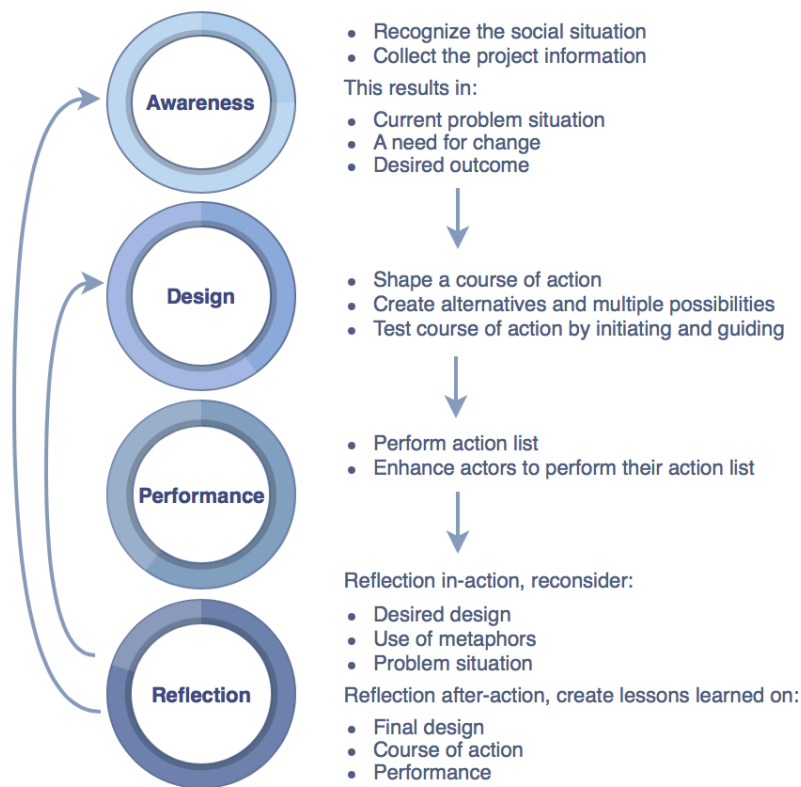 Awareness
• Recognize the social situation
• Collect the project information
This results in:
• Current problem situation
• A need for change
• Desired outcome
Design
• Shape a course of action
• Create alternatives and multiple possibilities
• Test course of action by initiating and guiding
Performance
• Perform action list
• Enhance actors to perform their action list
Reflection
Reflection in-action, reconsider:
• Desired design
• Use of metaphors
• Problem situation
Reflection after-action, create lessons learned on:
• Final design
• Course of action
• Performance